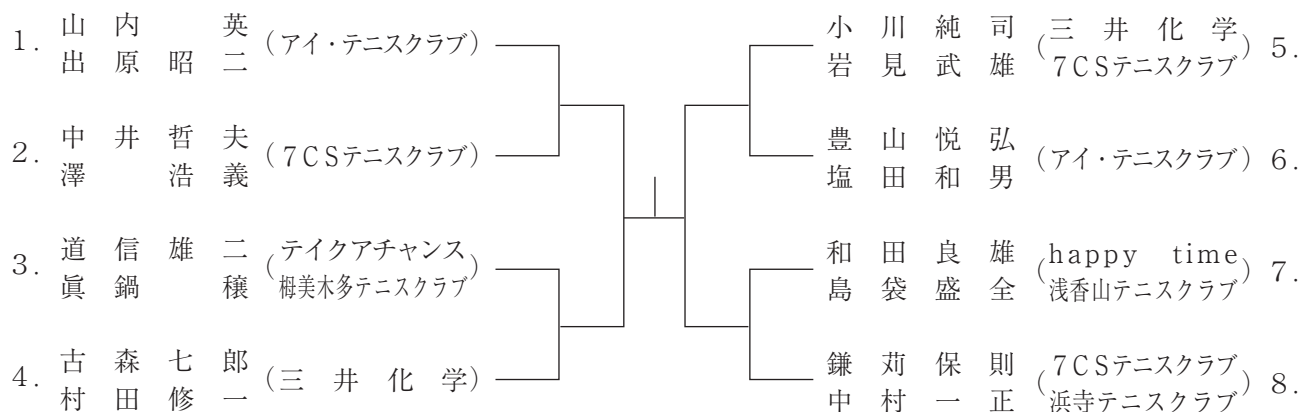 1. 山内 英 (アイ・テニスクラブ)
出原昭二
2. 中井哲夫 (7CSテニスクラブ)
澤 浩義
3. 道信雄二 (テイクアチャンス
眞鍋 穣 栂美木多テニスクラブ)
4. 古森七郎 (三井化学)
村田修一
小川純司 (三井化学 5.
岩見武雄 7CSテニスクラブ)
豊山悦弘 (アイ・テニスクラブ) 6.
塩田和男
和田良雄 (happy time 7.
島袋盛全 浅香山テニスクラブ)
鎌苅保則 (7CSテニスクラブ 8.
中村一正 浜寺テニスクラブ)